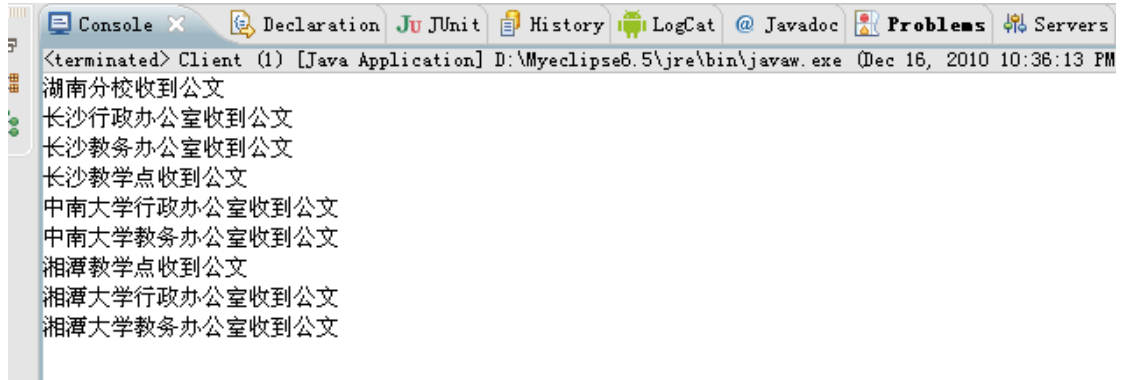 Console Declaration JUnit History LogCat @ Javadoc Problems Servers
<terminated> Client (1) [Java Application] D:\Myeclipse6.5\jre\bin\javaw.exe (Dec 16, 2010 10:36:13 PM
湖南分校收到公文
长沙行政办公室收到公文
长沙教务办公室收到公文
长沙教学点收到公文
中南大学行政办公室收到公文
中南大学教务办公室收到公文
湘潭教学点收到公文
湘潭大学行政办公室收到公文
湘潭大学教务办公室收到公文